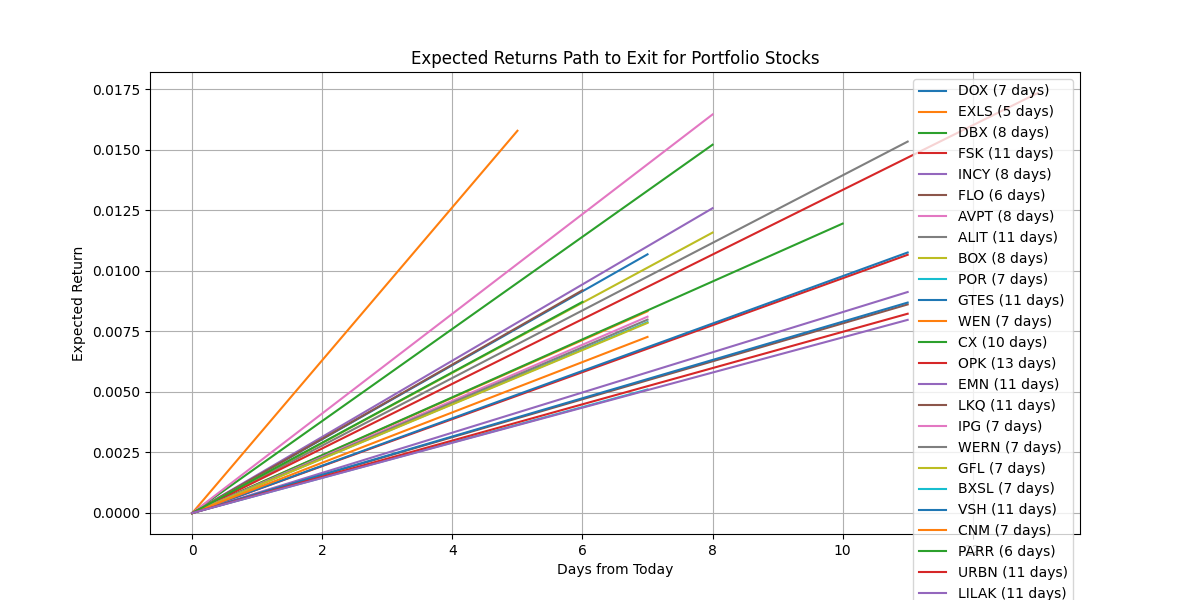 Expected Returns Path to Exit for Portfolio Stocks
Expected Return
0.0175
0.0150
0.0125
0.0100
0.0075
0.0050
0.0025
0.0000
0 2 4 6 8 10
Days from Today
DOX (7 days)
EXLS (5 days)
DBX (8 days)
FSK (11 days)
INCY (8 days)
FLO (6 days)
AVPT (8 days)
ALIT (11 days)
BOX (8 days)
POR (7 days)
GTES (11 days)
WEN (7 days)
CX (10 days)
OPK (13 days)
EMN (11 days)
LKQ (11 days)
IPG (7 days)
WERN (7 days)
GFL (7 days)
BXSL (7 days)
VSH (11 days)
CNM (7 days)
PARR (6 days)
URBN (11 days)
LILAK (11 days)